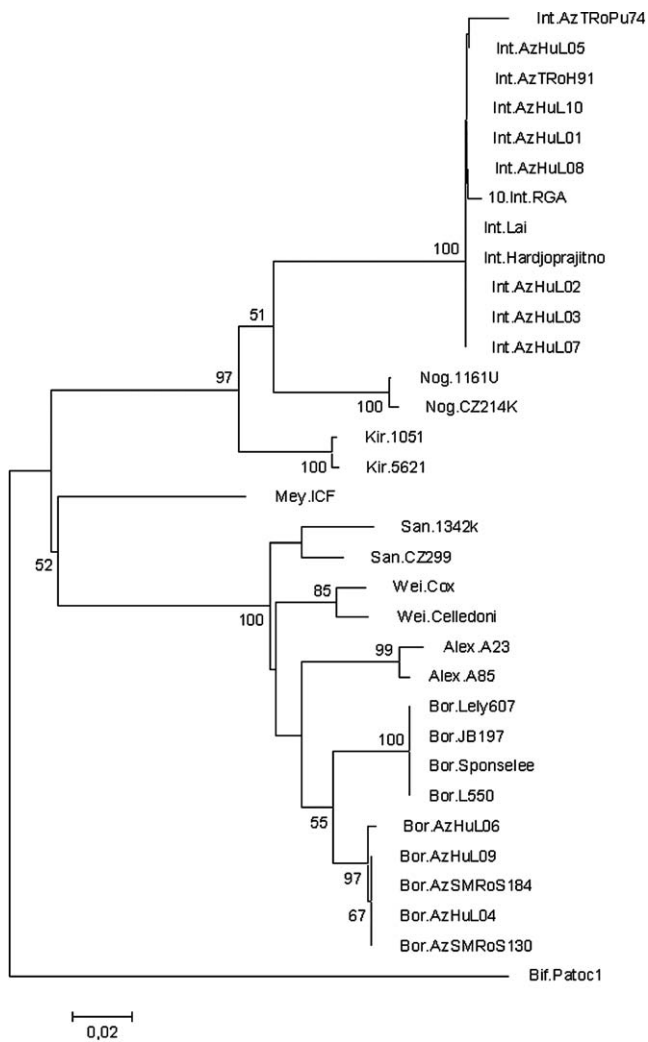 Int.AzTRoPu74
Int.AzHuL05
Int.AzTRoH91
Int.AzHuL10
Int.AzHuL01
Int.AzHuL08
10.Int.RGA
Int.Lai
100
Int.Hardjoprajitno
Int.AzHuL02
51
Int.AzHuL03
Int.AzHuL07
97
Nog.1161U
100
Nog.CZ214K
Kir.1051
100
Kir.5621
Mey.ICF
San.1342k
52
San.CZ299
85
Wei.Cox
100
Wei.Celledoni
99
Alex.A23
Alex.A85
Bor.Lely607
100
Bor.JB197
Bor.Sponselee
Bor.L550
55
Bor.AzHuL06
Bor.AzHuL09
97
Bor.AzSMRoS184
67
Bor.AzHuL04
Bor.AzSMRoS130
Bif.Patoc1
0,02